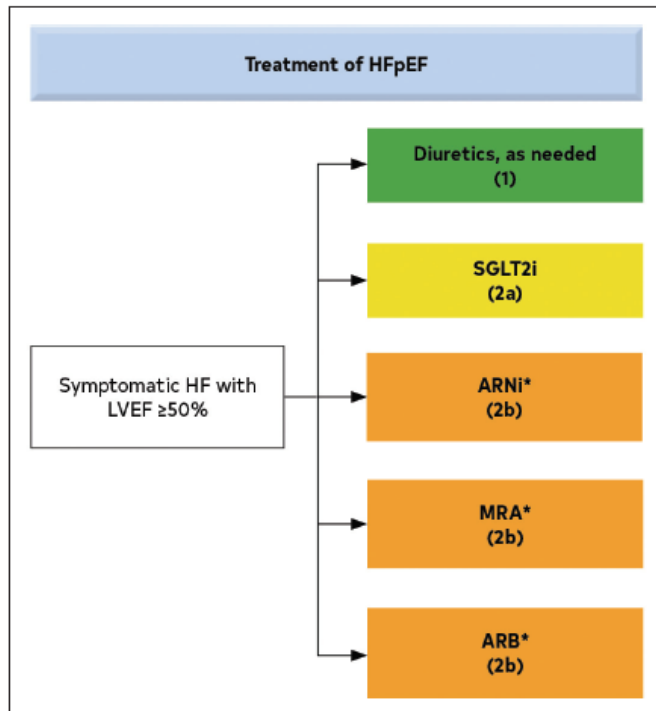 Treatment of HFpEF
Diuretics, as needed
(1)
SGLT2i
(2a)
Symptomatic HF with
LVEF ≥50%
ARNi*
(2b)
MRA*
(2b)
ARB*
(2b)